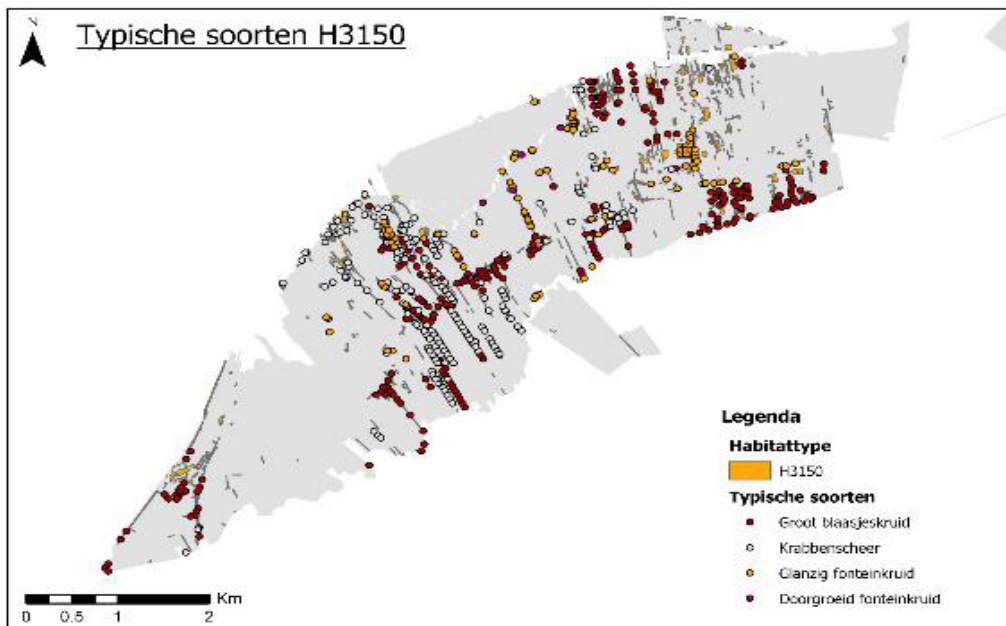 Typische soorten H3150
Legenda
Habitattype
H3150
Typische soorten
Groot blaasjeskruid
Krabbenscheer
Glanzig fonteinkruid
Doorgroeid fonteinkruid
Km
0 0.5 1 2